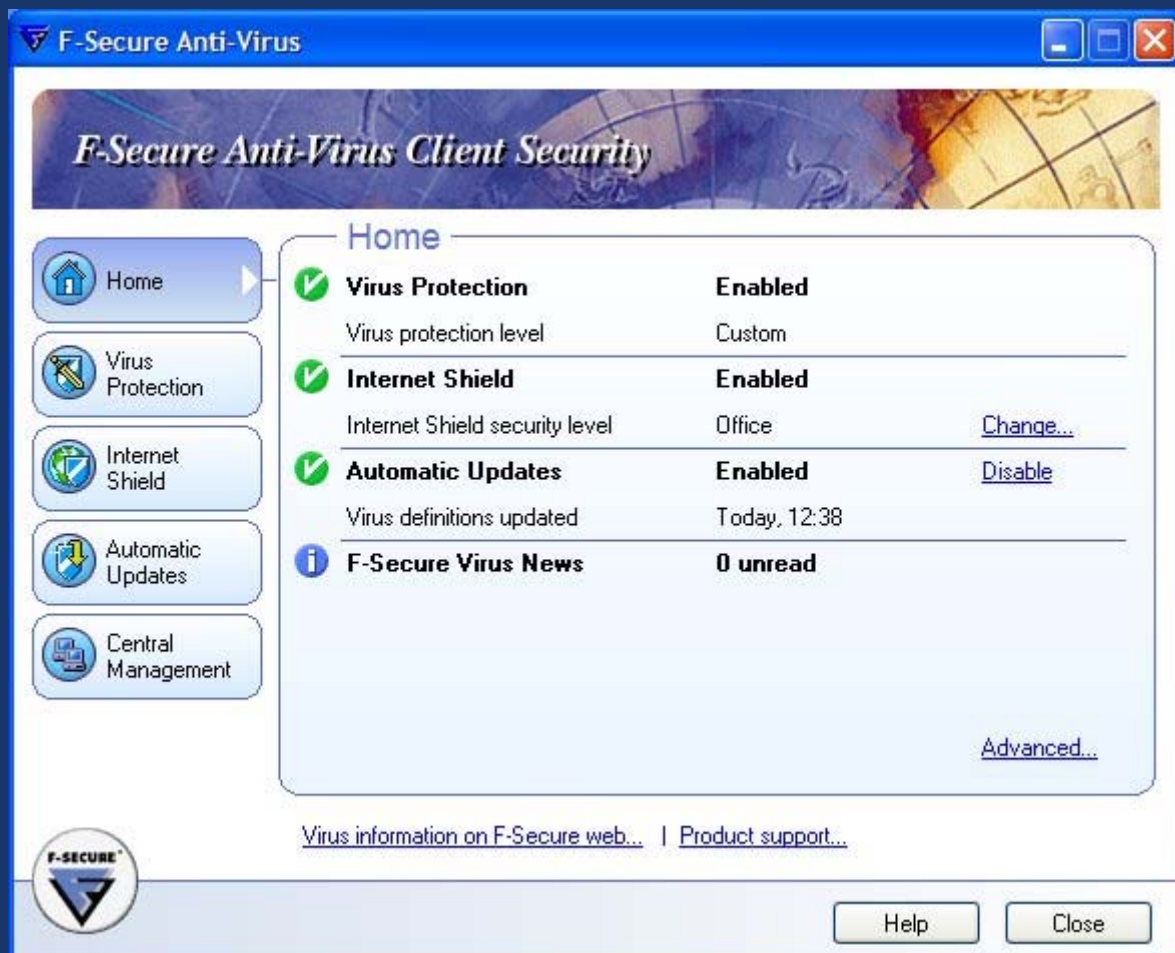 F-Secure Anti-Virus
F-Secure Anti-Virus Client Security
Home
Virus
Protection
Internet
Shield
Automatic
Updates
Central
Management
Home
Virus Protection Enabled
Virus protection level Custom
Internet Shield Enabled
Internet Shield security level Office Change...
Automatic Updates Enabled Disable
Virus definitions updated Today, 12:38
F-Secure Virus News 0 unread
Advanced...
Virus information on F-Secure web... | Product support...
F-SECURE
Help Close